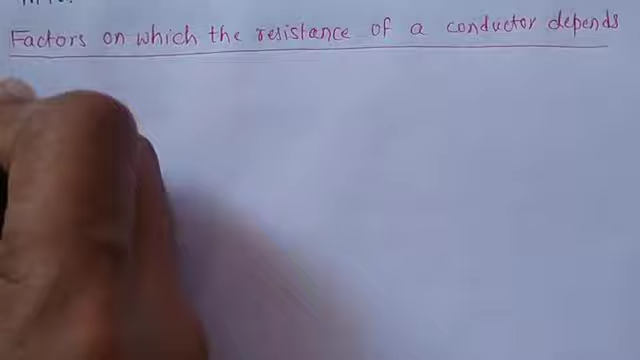 Factors on which the resistance of a conductor depends